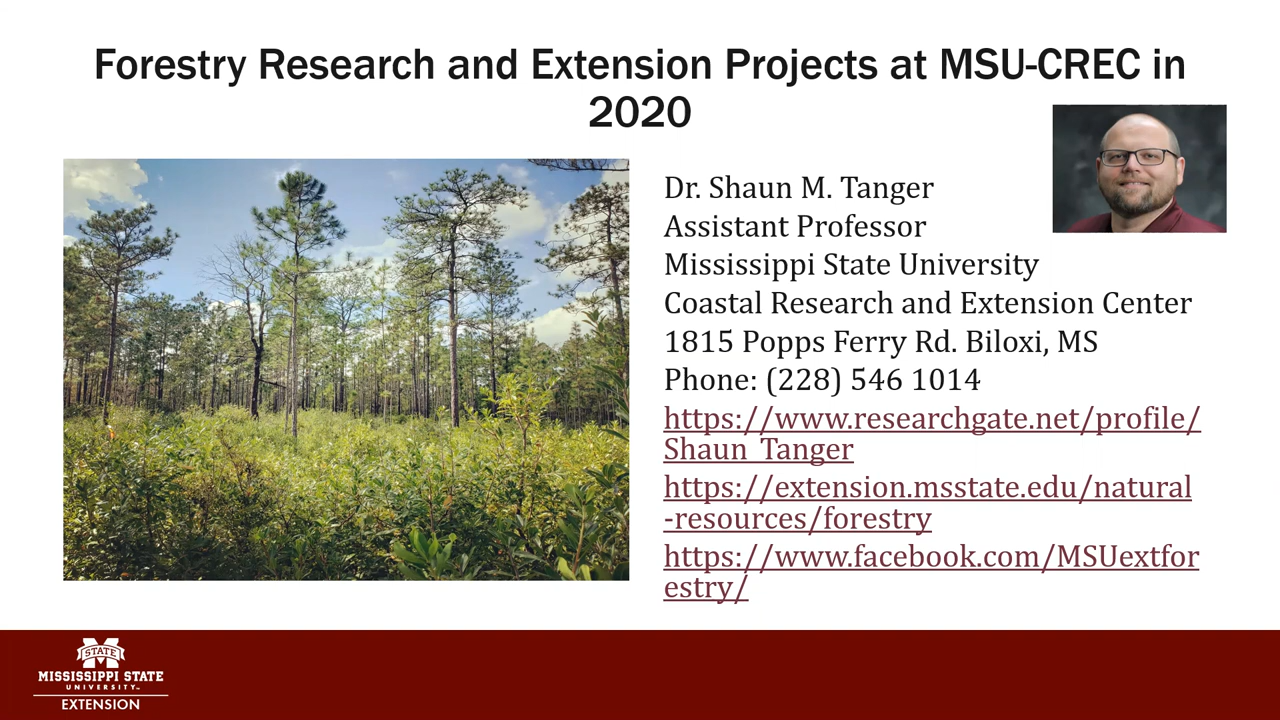 Forestry Research and Extension Projects at MSU-CREC in
2020
Dr. Shaun M. Tanger
Assistant Professor
Mississippi State University
Coastal Research and Extension Center
1815 Popps Ferry Rd. Biloxi, MS
Phone: (228) 546 1014
https://www.researchgate.net/profile/
Shaun_Tanger
https://extension.msstate.edu/natural
-resources/forestry
https://www.facebook.com/MSUextfor
estry/
STATE
MISSISSIPPI STATE
UNIVERSITY™
EXTENSION